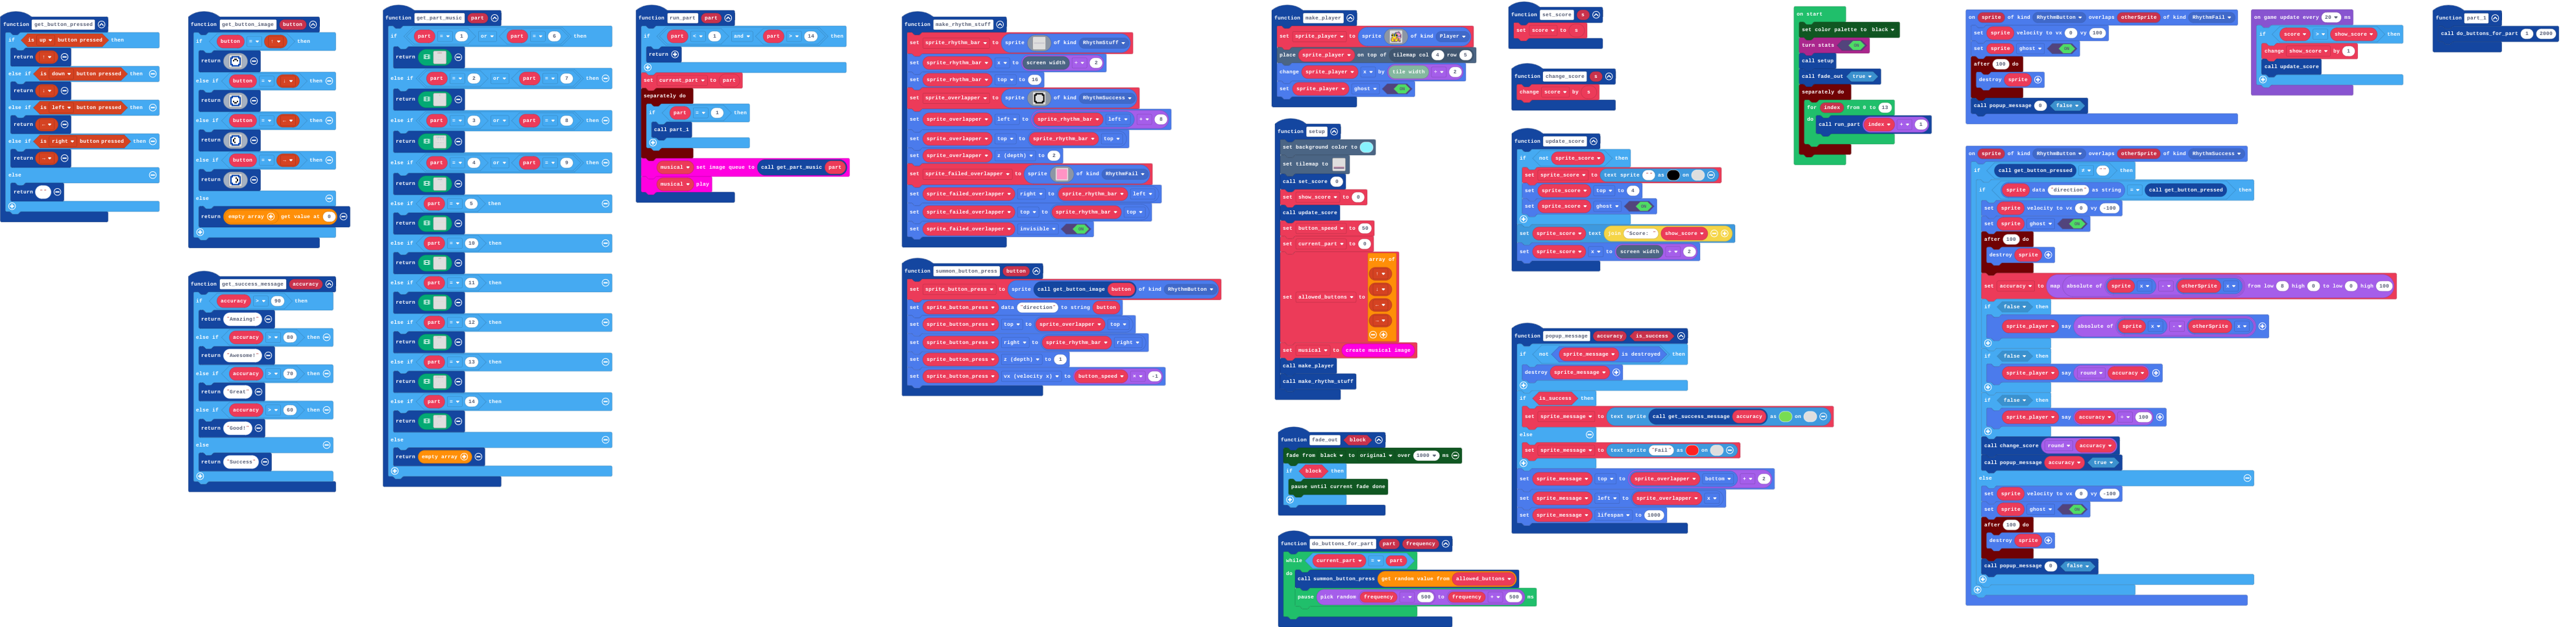 function get_button_pressed
if is up button pressed then
return
else if is down button pressed then
return
else if is left button pressed then
return
else if is right button pressed then
return
else
return " "
function get_button_image button
if button = then
return
else if button = then
return
else if button = then
return
else if button = then
return
else
return empty array get value at 0
function get_success_message accuracy
if accuracy > 90 then
return "Amazing!"
else if accuracy > 80 then
return "Awesome!"
else if accuracy > 70 then
return "Great"
else if accuracy > 60 then
return "Good!"
else
return "Success"
function get_part_music part
if part = 1 or part = 6 then
return
else if part = 2 or part = 7 then
return
else if part = 3 or part = 8 then
return
else if part = 4 or part = 9 then
return
else if part = 5 then
return
else if part = 10 then
return
else if part = 11 then
return
else if part = 12 then
return
else if part = 13 then
return
else if part = 14 then
return
else
return empty array
function run_part part
if part < 1 and part > 14 then
return
set current_part to part
separately do
if part = 1 then
call part_1
musical set image queue to call get_part_music part
musical play
function make_rhythm_stuff
set sprite_rhythm_bar to sprite of kind RhythmStuff
set sprite_rhythm_bar x to screen width ÷ 2
set sprite_rhythm_bar top to 16
set sprite_overlapper to sprite of kind RhythmSuccess
set sprite_overlapper left to sprite_rhythm_bar left + 8
set sprite_overlapper top to sprite_rhythm_bar top
set sprite_overlapper z (depth) to 2
set sprite_failed_overlapper to sprite of kind RhythmFail
set sprite_failed_overlapper right to sprite_rhythm_bar left
set sprite_failed_overlapper top to sprite_rhythm_bar top
set sprite_failed_overlapper invisible ON
function summon_button_press button
set sprite_button_press to sprite call get_button_image button of kind RhythmButton
set sprite_button_press data "direction" to string button
set sprite_button_press top to sprite_overlapper top
set sprite_button_press right to sprite_rhythm_bar right
set sprite_button_press z (depth) to 1
set sprite_button_press vx (velocity x) to button_speed × -1
function make_player
set sprite_player to sprite of kind Player
place sprite_player on top of tilemap col 4 row 5
change sprite_player x by tile width ÷ 2
set sprite_player ghost ON
function setup
set background color to
set tilemap to
call set_score 0
set show_score to 0
call update_score
set button_speed to 50
set current_part to 0
set allowed_buttons to array of
set musical to create musical image
call make_player
call make_rhythm_stuff
function fade_out block
fade from black to original over 1000 ms
if block then
pause until current fade done
function do_buttons_for_part part frequency
while current_part = part
do call summon_button_press get random value from allowed_buttons
pause pick random frequency - 500 to frequency + 500 ms
function set_score s
set score to s
function change_score s
change score by s
function update_score
if not sprite_score then
set sprite_score to text sprite " " as on
set sprite_score top to 4
set sprite_score ghost ON
set sprite_score text join "Score: " show_score
set sprite_score x to screen width ÷ 2
function popup_message accuracy is_success
if not sprite_message is destroyed then
destroy sprite_message
if is_success then
set sprite_message to text sprite call get_success_message accuracy as on
else
set sprite_message to text sprite "Fail" as on
set sprite_message top to sprite_overlapper bottom + 2
set sprite_message left to sprite_overlapper x
set sprite_message lifespan to 1000
on start
set color palette to black
turn stats ON
call setup
call fade_out true
separately do
for index from 0 to 13
do call run_part index + 1
on sprite of kind RhythmButton overlaps otherSprite of kind RhythmFail
set sprite velocity to vx 0 vy 100
set sprite ghost ON
after 100 do
destroy sprite
call popup_message 0 false
on sprite of kind RhythmButton overlaps otherSprite of kind RhythmSuccess
if call get_button_pressed ≠ " " then
if sprite data "direction" as string = call get_button_pressed then
set sprite velocity to vx 0 vy -100
set sprite ghost ON
after 100 do
destroy sprite
set accuracy to map absolute of sprite x - otherSprite x from low 8 high 0 to low 0 high 100
if false then
sprite_player say absolute of sprite x - otherSprite x
if false then
sprite_player say round accuracy
if false then
sprite_player say accuracy ÷ 100
call change_score round accuracy
call popup_message accuracy true
else
set sprite velocity to vx 0 vy -100
set sprite ghost ON
after 100 do
destroy sprite
call popup_message 0 false
on game update every 20 ms
if score > show_score then
change show_score by 1
call update_score
function part_1
call do_buttons_for_part 1 2000